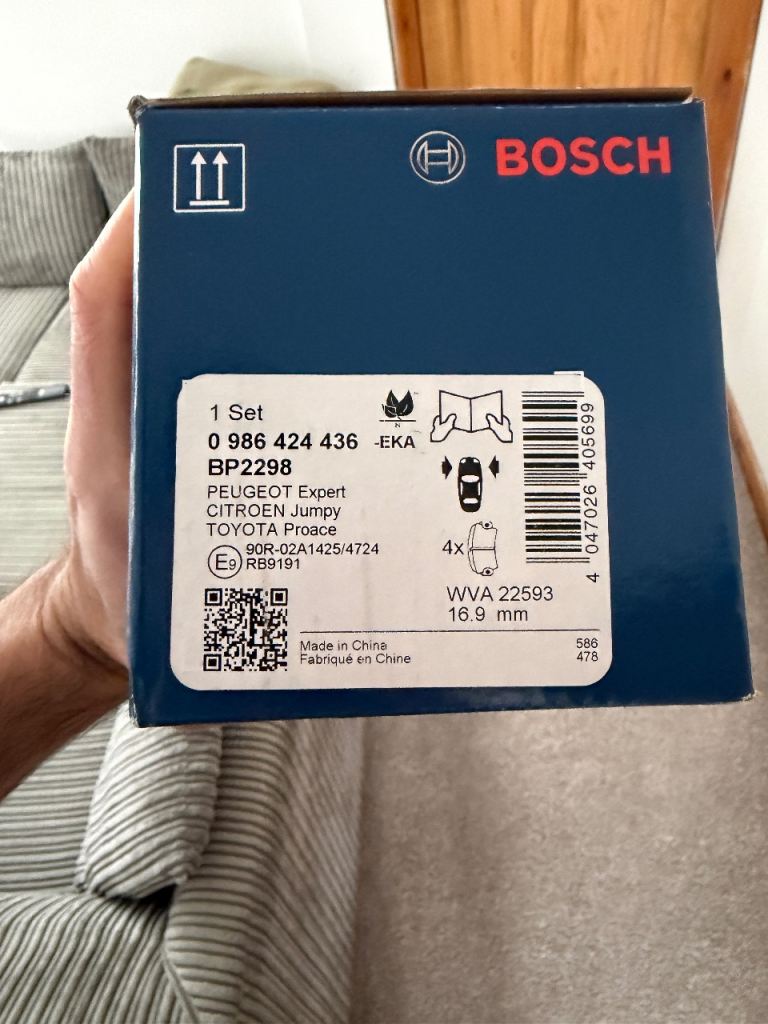 BOSCH
1 Set
0 986 424 436 -EKA
BP2298
PEUGEOT Expert
CITROEN Jumpy
TOYOTA Proace
E9 90R-02A1425/4724
RB9191
N
4x
WVA 22593
16.9 mm
4 047026 405699
Made in China
Fabriqué en Chine
586
478